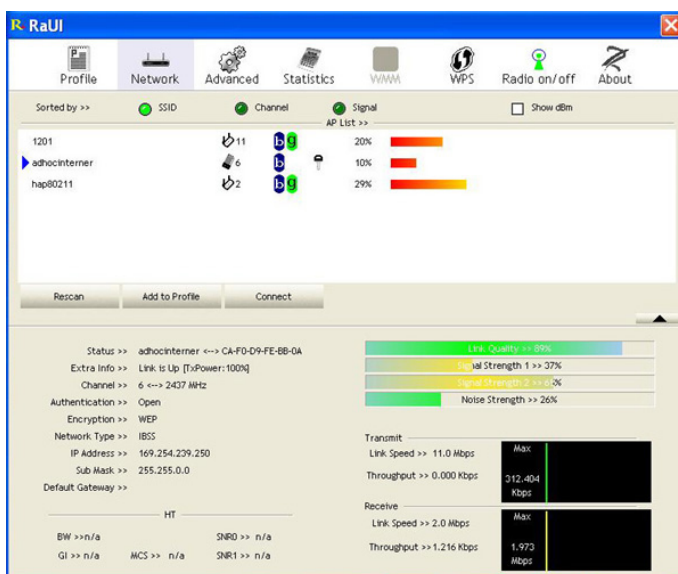 RaUI
Profile Network Advanced Statistics WMM WPS Radio on/off About
Sorted by >> SSID Channel Signal Show dBm
AP List >>
1201 11 b g 20%
adhocinterner 6 b 10%
hap80211 2 b g 29%
Rescan Add to Profile Connect
Status >> adhocinterner <--> CA-F0-D9-FE-BB-0A
Extra Info >> Link is Up [TxPower:100%]
Channel >> 6 <--> 2437 MHz
Authentication >> Open
Encryption >> WEP
Network Type >> IBSS
IP Address >> 169.254.239.250
Sub Mask >> 255.255.0.0
Default Gateway >>
HT
BW >>n/a SNR0 >> n/a
GI >> n/a MCS >> n/a SNR1 >> n/a
Link Quality >> 89%
Signal Strength 1 >> 37%
Signal Strength 2 >>
Noise Strength >> 26%
Transmit
Link Speed >> 11.0 Mbps
Throughput >> 0.000 Kbps
Max
312.404
Kbps
Receive
Link Speed >> 2.0 Mbps
Throughput >>1.216 Kbps
Max
1.973
Mbps